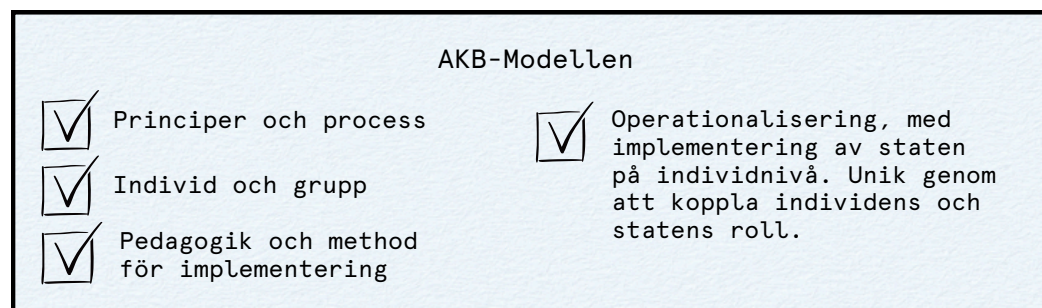 AKB-Modellen
Principer och process
Individ och grupp
Pedagogik och method
för implementering
Operationalisering, med
implementering av staten
på individnivå. Unik genom
att koppla individens och
statens roll.